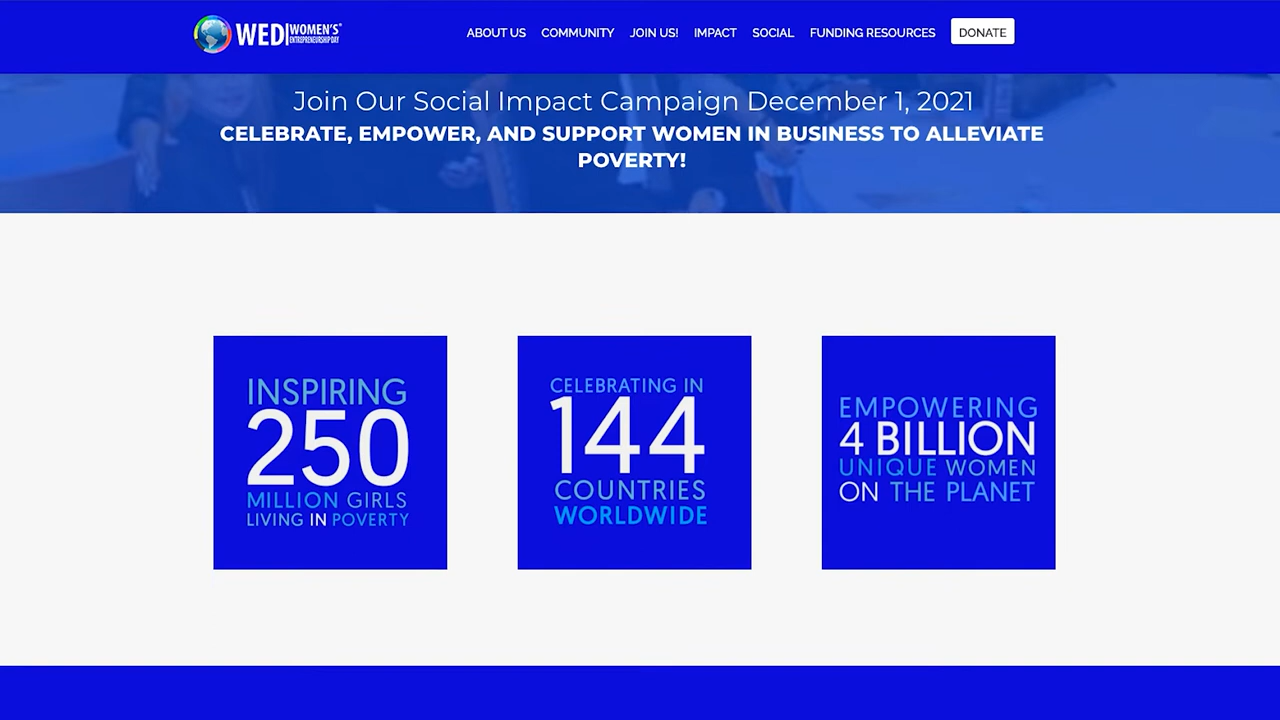 WED WOMEN'S
ENTREPRENEURSHIP DAY
ABOUT US COMMUNITY JOIN US! IMPACT SOCIAL FUNDING RESOURCES DONATE
Join Our Social Impact Campaign December 1, 2021
CELEBRATE, EMPOWER, AND SUPPORT WOMEN IN BUSINESS TO ALLEVIATE
POVERTY!
INSPIRING
250
MILLION GIRLS
LIVING IN POVERTY
CELEBRATING IN
144
COUNTRIES
WORLDWIDE
EMPOWERING
4 BILLION
UNIQUE WOMEN
ON THE PLANET